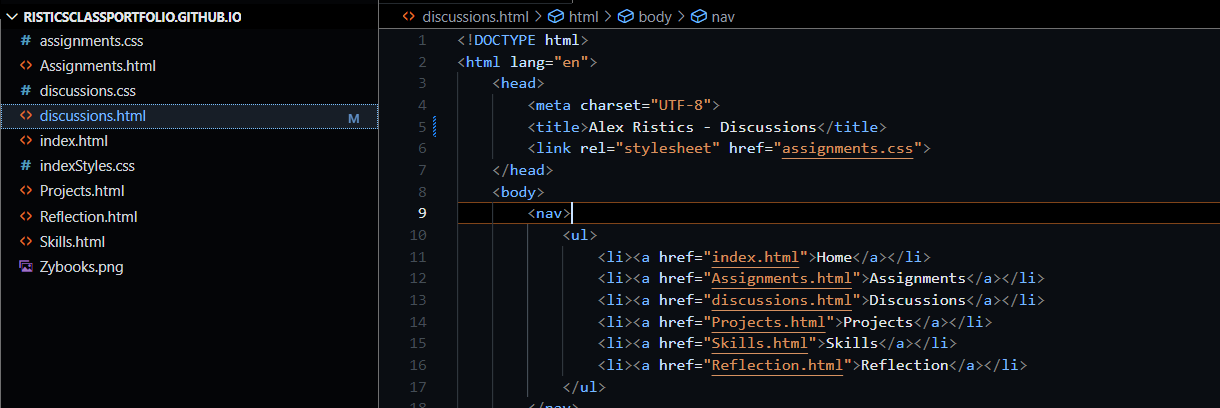 RISTICSCLASSPORTFOLIO.GITHUB.IO
# assignments.css
<> Assignments.html
# discussions.css
<> discussions.html M
<> index.html
# indexStyles.css
<> Projects.html
<> Reflection.html
<> Skills.html
Zybooks.png
<> discussions.html > html > body > nav
1 <!DOCTYPE html>
2 <html lang="en">
3 <head>
4 <meta charset="UTF-8">
5 <title>Alex Ristics - Discussions</title>
6 <link rel="stylesheet" href="assignments.css">
7 </head>
8 <body>
9 <nav>
10 <ul>
11 <li><a href="index.html">Home</a></li>
12 <li><a href="Assignments.html">Assignments</a></li>
13 <li><a href="discussions.html">Discussions</a></li>
14 <li><a href="Projects.html">Projects</a></li>
15 <li><a href="Skills.html">Skills</a></li>
16 <li><a href="Reflection.html">Reflection</a></li>
17 </ul>
18 </nav>